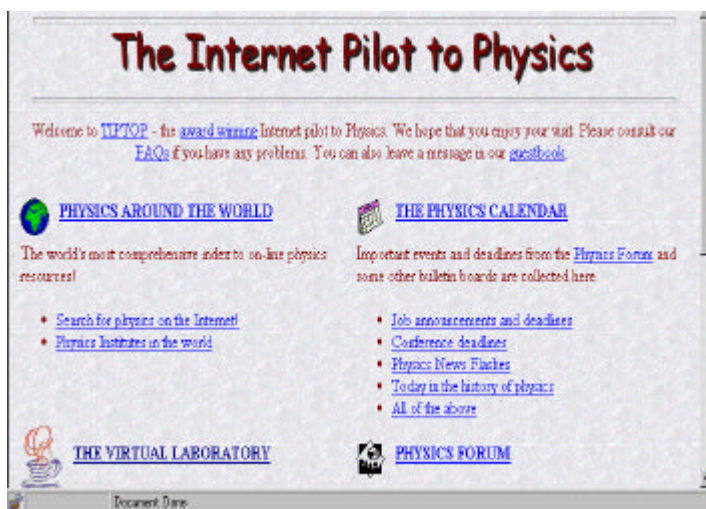 The Internet Pilot to Physics
Welcome to TIPTOP - the award winning Internet pilot to Physics. We hope that you enjoy your visit. Please consult our
FAQs if you have any problems. You can also leave a message in our guestbook.
PHYSICS AROUND THE WORLD
The world's most comprehensive index to on-line physics
resources!
Search for physics on the Internet!
Physics Institutes in the world
THE PHYSICS CALENDAR
Important events and deadlines from the Physics Forum and
some other bulletin boards are collected here.
Job announcements and deadlines
Conference deadlines
Physics News Flashes
Today in the history of physics
All of the above
THE VIRTUAL LABORATORY
PHYSICS FORUM
Document: Done